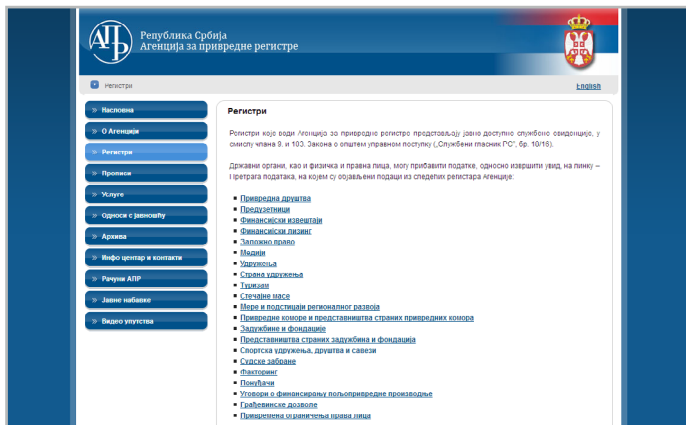 АПР
Република Србија
Агенција за привредне регистре
Регистри
English
» Насловна
» О Агенцији
» Регистри
» Прописи
» Услуге
» Односи с јавношћу
» Архива
» Инфо центар и контакти
» Рачуни АПР
» Јавне набавке
» Видео упутства
Регистри
Регистри које води Агенција за привредне регистре представљају јавно доступне службене евиденције, у
смислу члана 9. и 103. Закона о општем управном поступку („Службени гласник РС“, бр. 10/16).
Државни органи, као и физичка и правна лица, могу прибавити податке, односно извршити увид, на линку –
Претрага података, на којем су објављени подаци из следећих регистара Агенције:
Привредна друштва
Предузетници
Финансијски извештаји
Финансијски лизинг
Заложно право
Медији
Удружења
Страна удружења
Туризам
Стечајне масе
Мере и подстицаји регионалног развоја
Привредне коморе и представништва страних привредних комора
Задужбине и фондације
Представништва страних задужбина и фондација
Спортска удружења, друштва и савези
Судске забране
Факторинг
Понуђачи
Уговори о финансирању пољопривредне производње
Грађевинске дозволе
Привремена ограничења права лица